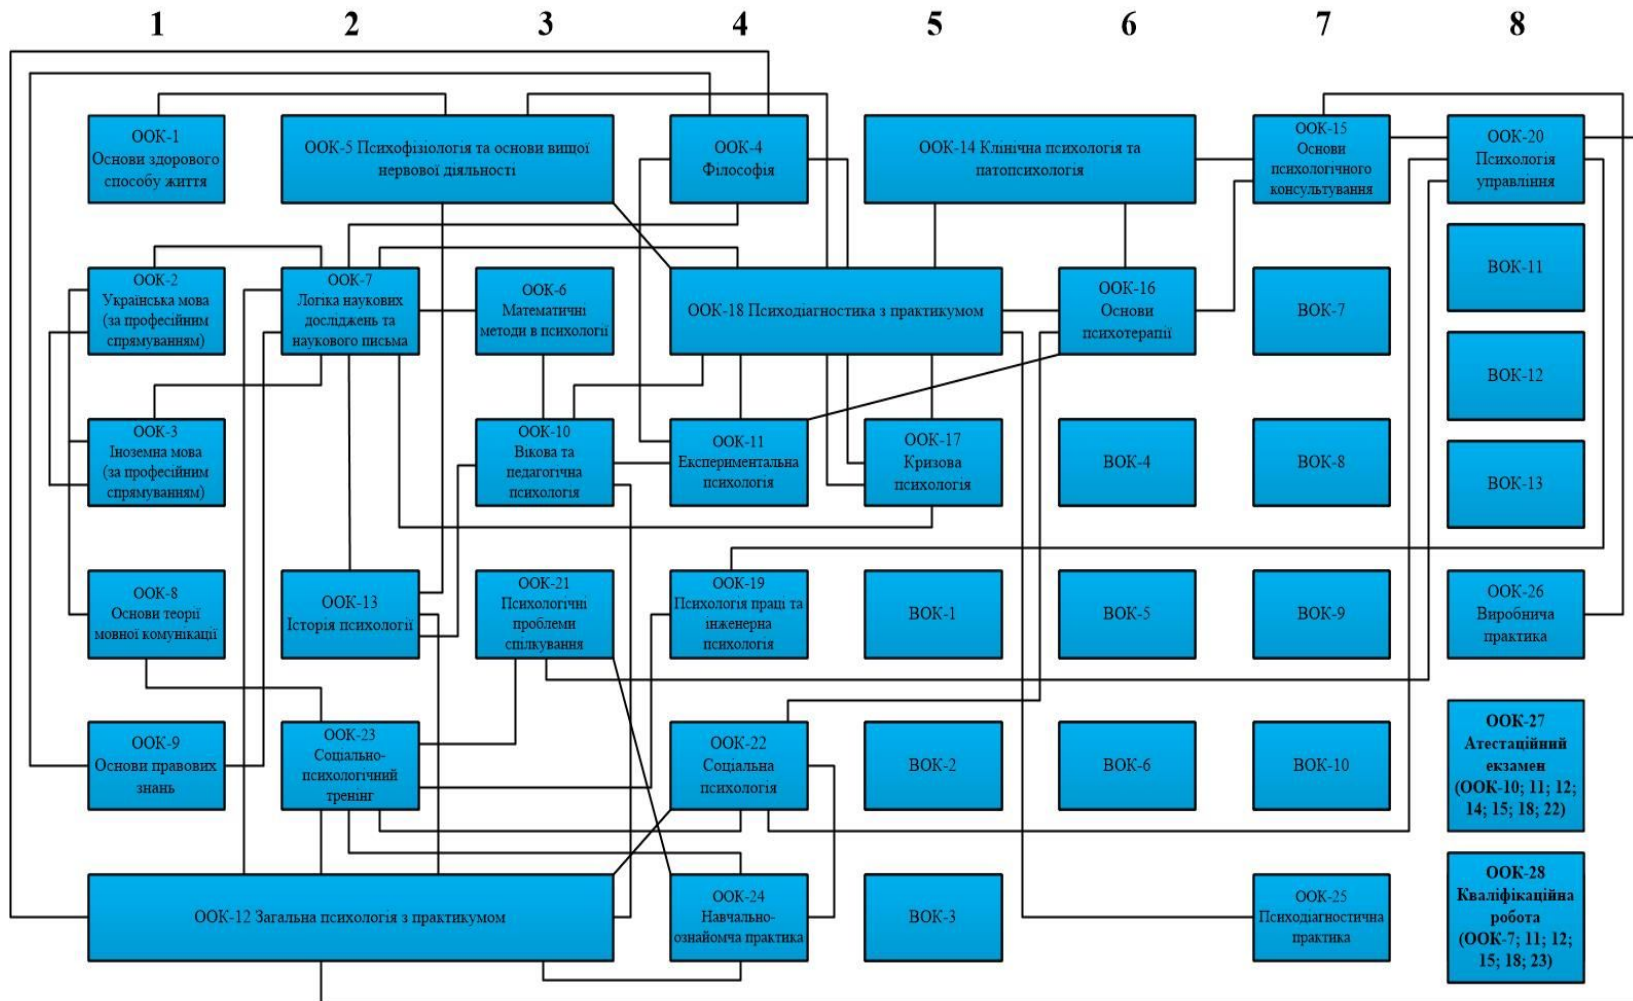 1 2 3 4 5 6 7 8
ООК-1
Основи здорового
способу життя
ООК-5 Психофізіологія та основи вищої
нервової діяльності
ООК-4
Філософія
ООК-14 Клінічна психологія та
патопсихологія
ООК-15
Основи
психологічного
консультування
ООК-20
Психологія
управління
ВОК-11
ООК-2
Українська мова
(за професійним
спрямуванням)
ООК-7
Логіка наукових
досліджень та
наукового письма
ООК-6
Математичні
методи в психології
ООК-18 Психодіагностика з практикумом
ООК-16
Основи
психотерапії
ВОК-7
ВОК-12
ООК-3
Іноземна мова
(за професійним
спрямуванням)
ООК-10
Вікова та
педагогічна
психологія
ООК-11
Експериментальна
психологія
ООК-17
Кризова
психологія
ВОК-4
ВОК-8
ВОК-13
ООК-8
Основи теорії
мовної комунікації
ООК-13
Історія психології
ООК-21
Психологічні
проблеми
спілкування
ООК-19
Психологія праці та
інженерна
психологія
ВОК-1
ВОК-5
ВОК-9
ООК-26
Виробнича
практика
ООК-9
Основи правових
знань
ООК-23
Соціально-
психологічний
тренінг
ООК-22
Соціальна
психологія
ВОК-2
ВОК-6
ВОК-10
ООК-27
Атестаційний
екзамен
(ООК-10; 11; 12;
14; 15; 18; 22)
ООК-12 Загальна психологія з практикумом
ООК-24
Навчально-
ознайомча практика
ВОК-3
ООК-25
Психодіагностична
практика
ООК-28
Кваліфікаційна
робота
(ООК-7; 11; 12;
15; 18; 23)